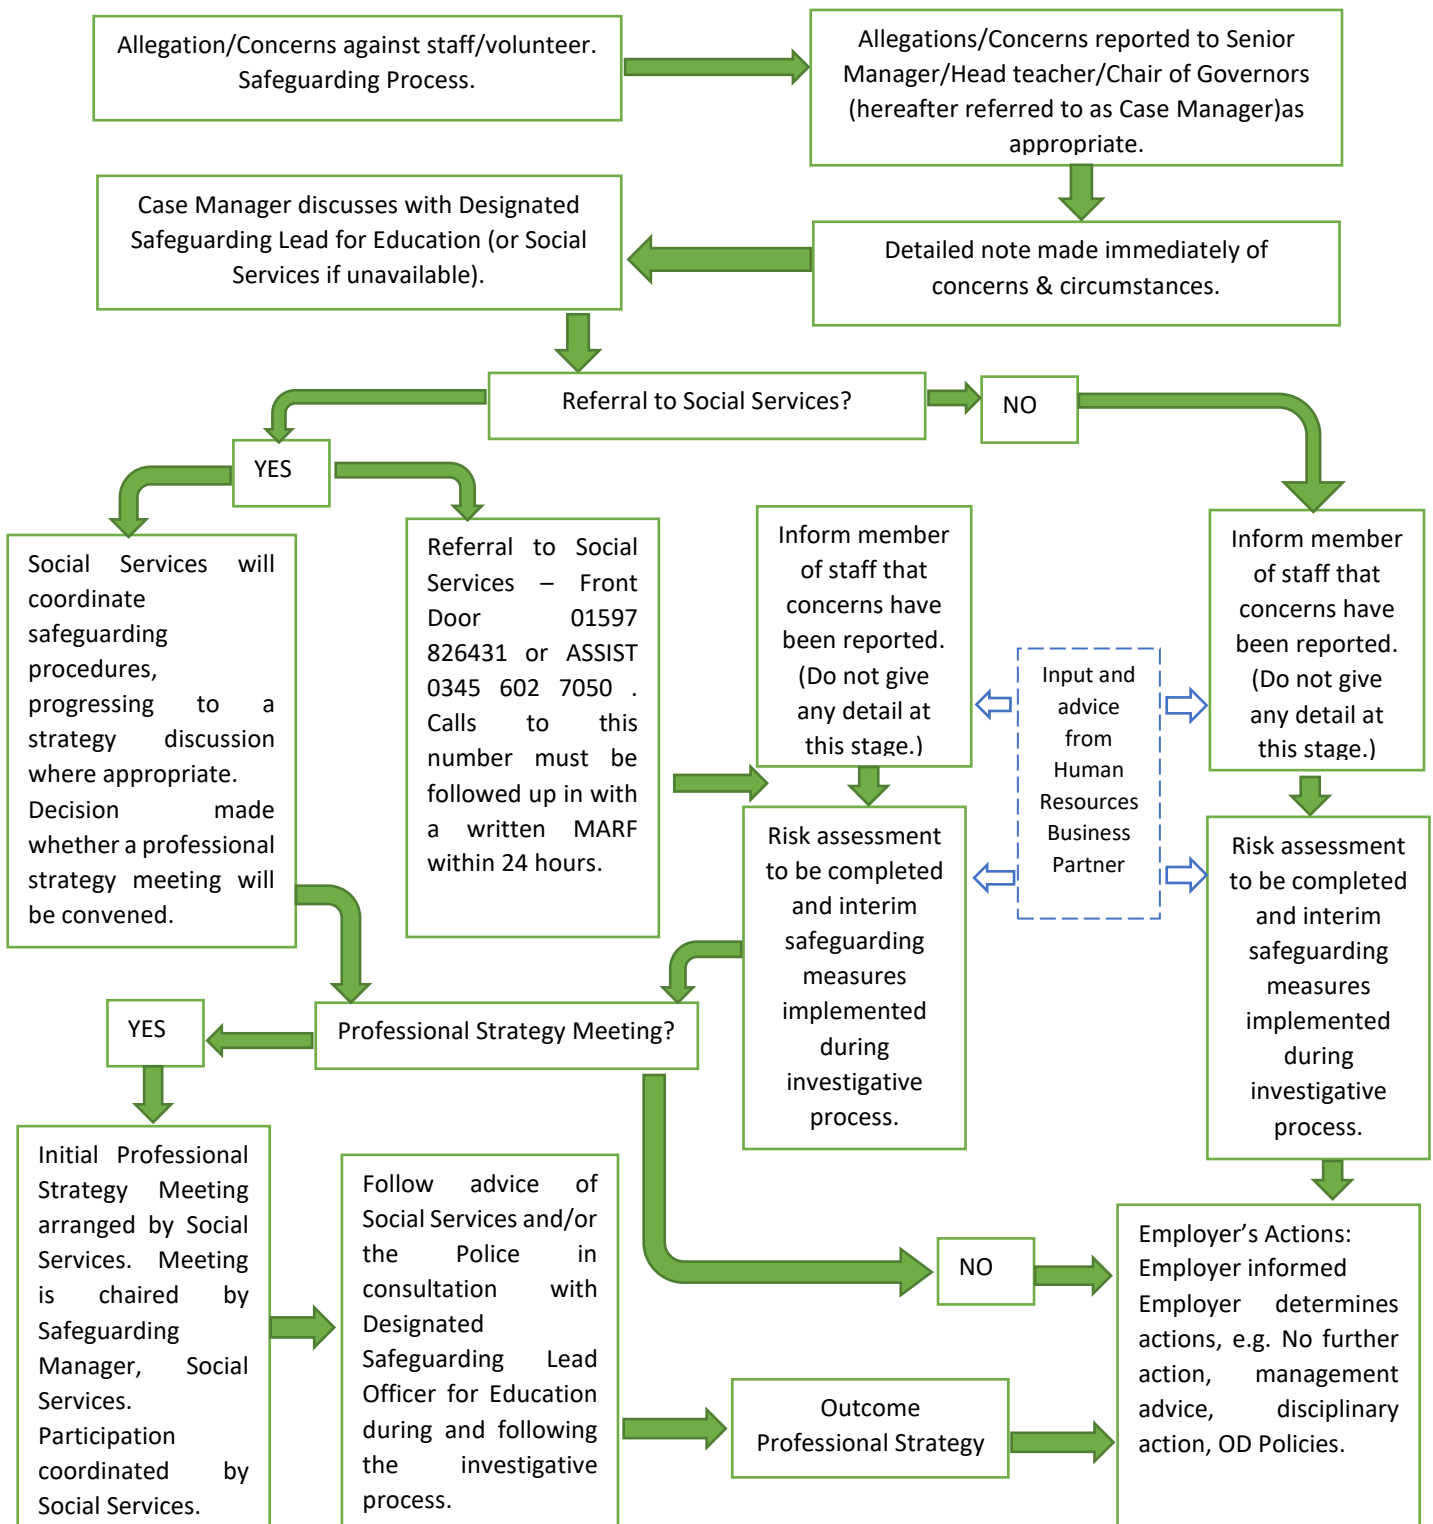 Allegation/Concerns against staff/volunteer.
Safeguarding Process.
Allegations/Concerns reported to Senior
Manager/Head teacher/Chair of Governors
(hereafter referred to as Case Manager)as
appropriate.
Case Manager discusses with Designated
Safeguarding Lead for Education (or Social
Services if unavailable).
Detailed note made immediately of
concerns & circumstances.
Referral to Social Services?
NO
YES
Social Services will
coordinate
safeguarding
procedures,
progressing to a
strategy discussion
where appropriate.
Decision made
whether a professional
strategy meeting will
be convened.
Referral to Social
Services – Front
Door 01597
826431 or ASSIST
0345 602 7050 .
Calls to this
number must be
followed up in with
a written MARF
within 24 hours.
Inform member
of staff that
concerns have
been reported.
(Do not give
any detail at
this stage.)
Input and
advice
from
Human
Resources
Business
Partner
Inform member
of staff that
concerns have
been reported.
(Do not give
any detail at
this stage.)
Risk assessment
to be completed
and interim
safeguarding
measures
implemented
during
investigative
process.
Risk assessment
to be completed
and interim
safeguarding
measures
implemented
during
investigative
process.
YES
Professional Strategy Meeting?
Initial Professional
Strategy Meeting
arranged by Social
Services. Meeting
is chaired by
Safeguarding
Manager, Social
Services.
Participation
coordinated by
Social Services.
Follow advice of
Social Services and/or
the Police in
consultation with
Designated
Safeguarding Lead
Officer for Education
during and following
the investigative
process.
NO
Outcome
Professional Strategy
Employer’s Actions:
Employer informed
Employer determines
actions, e.g. No further
action, management
advice, disciplinary
action, OD Policies.